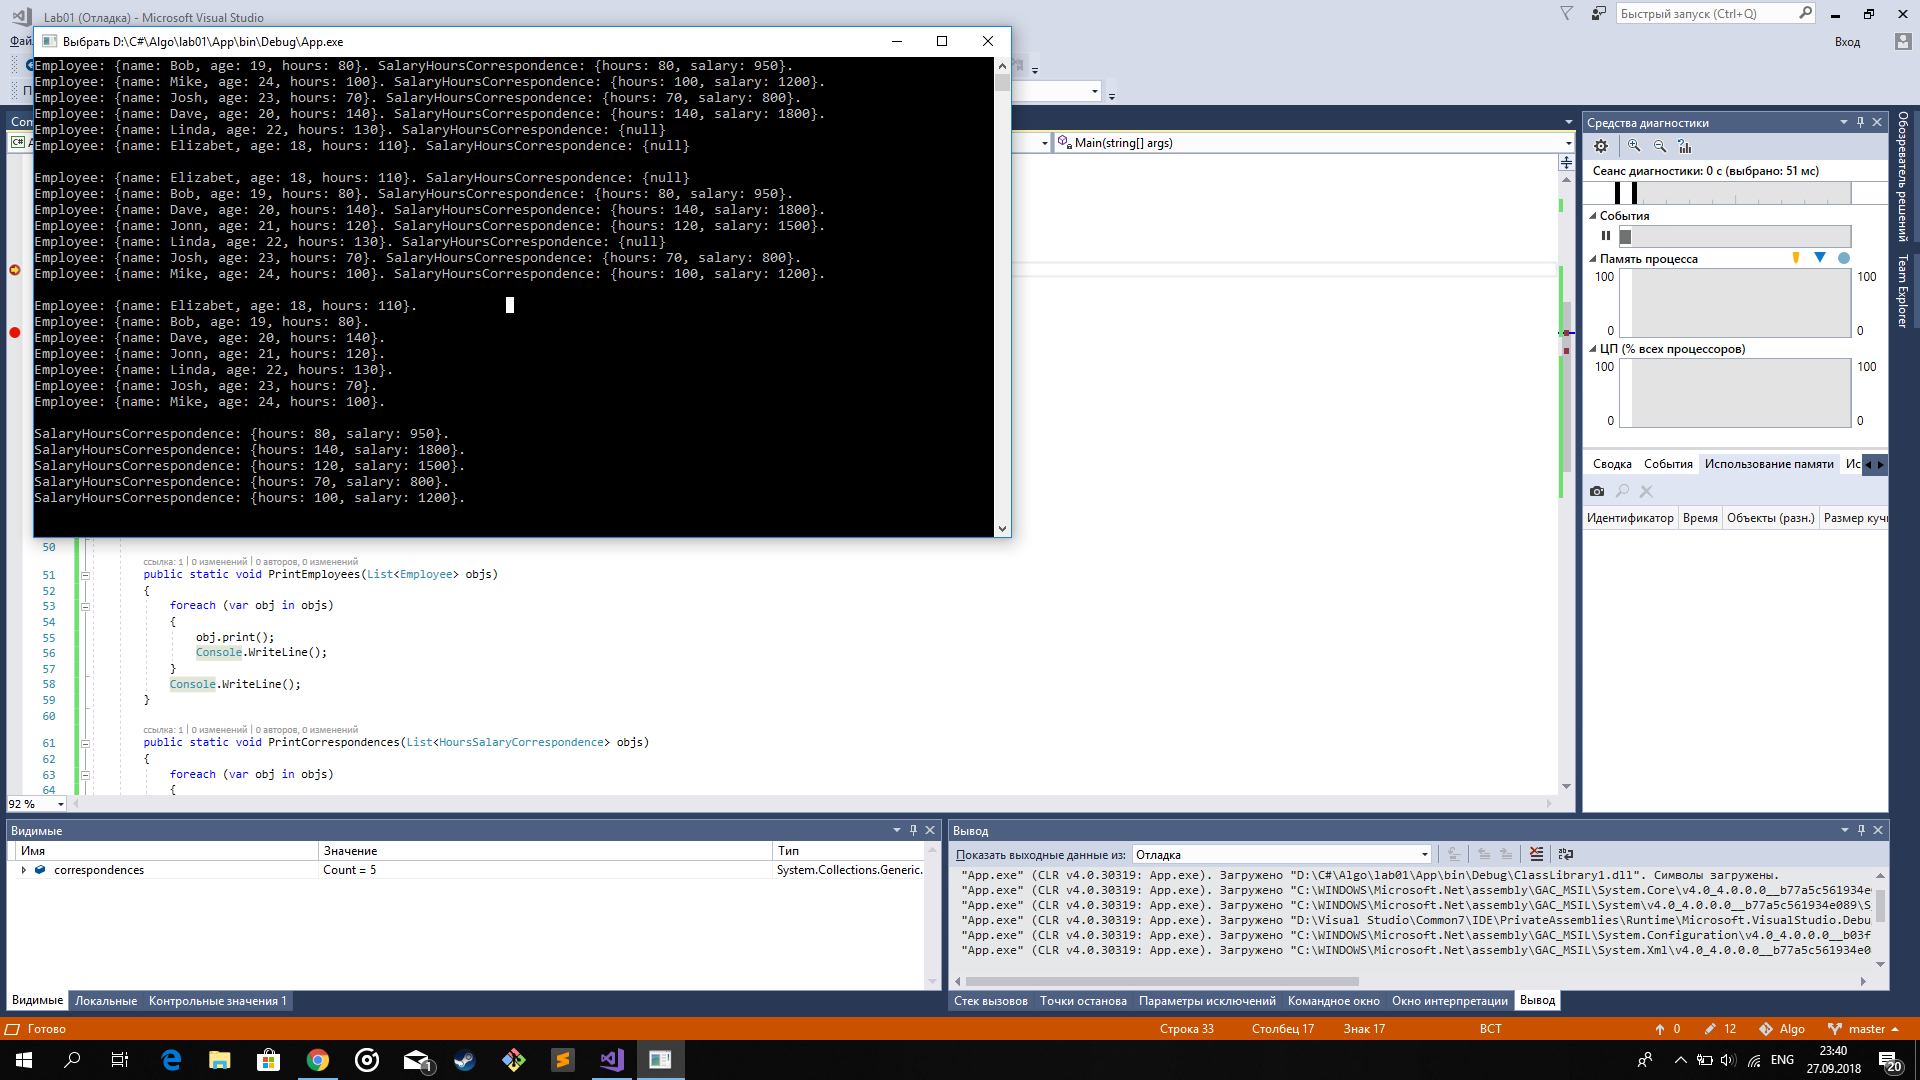 Lab01 (Отладка) - Microsoft Visual Studio
Быстрый запуск (Ctrl+Q)
Вход
Выбрать D:\C#\Algo\lab01\App\bin\Debug\App.exe
Employee: {name: Bob, age: 19, hours: 80}. SalaryHoursCorrespondence: {hours: 80, salary: 950}.
Employee: {name: Mike, age: 24, hours: 100}. SalaryHoursCorrespondence: {hours: 100, salary: 1200}.
Employee: {name: Josh, age: 23, hours: 70}. SalaryHoursCorrespondence: {hours: 70, salary: 800}.
Employee: {name: Dave, age: 20, hours: 140}. SalaryHoursCorrespondence: {hours: 140, salary: 1800}.
Employee: {name: Linda, age: 22, hours: 130}. SalaryHoursCorrespondence: {null}
Employee: {name: Elizabet, age: 18, hours: 110}. SalaryHoursCorrespondence: {null}
Employee: {name: Elizabet, age: 18, hours: 110}. SalaryHoursCorrespondence: {null}
Employee: {name: Bob, age: 19, hours: 80}. SalaryHoursCorrespondence: {hours: 80, salary: 950}.
Employee: {name: Dave, age: 20, hours: 140}. SalaryHoursCorrespondence: {hours: 140, salary: 1800}.
Employee: {name: Jonn, age: 21, hours: 120}. SalaryHoursCorrespondence: {hours: 120, salary: 1500}.
Employee: {name: Linda, age: 22, hours: 130}. SalaryHoursCorrespondence: {null}
Employee: {name: Josh, age: 23, hours: 70}. SalaryHoursCorrespondence: {hours: 70, salary: 800}.
Employee: {name: Mike, age: 24, hours: 100}. SalaryHoursCorrespondence: {hours: 100, salary: 1200}.
Employee: {name: Elizabet, age: 18, hours: 110}.
Employee: {name: Bob, age: 19, hours: 80}.
Employee: {name: Dave, age: 20, hours: 140}.
Employee: {name: Jonn, age: 21, hours: 120}.
Employee: {name: Linda, age: 22, hours: 130}.
Employee: {name: Josh, age: 23, hours: 70}.
Employee: {name: Mike, age: 24, hours: 100}.
SalaryHoursCorrespondence: {hours: 80, salary: 950}.
SalaryHoursCorrespondence: {hours: 140, salary: 1800}.
SalaryHoursCorrespondence: {hours: 120, salary: 1500}.
SalaryHoursCorrespondence: {hours: 70, salary: 800}.
SalaryHoursCorrespondence: {hours: 100, salary: 1200}.
Main(string[] args)
50
ссылка: 1 | 0 изменений | 0 авторов, 0 изменений
51 public static void PrintEmployees(List<Employee> objs)
52 {
53 foreach (var obj in objs)
54 {
55 obj.print();
56 Console.WriteLine();
57 }
58 Console.WriteLine();
59 }
60
ссылка: 1 | 0 изменений | 0 авторов, 0 изменений
61 public static void PrintCorrespondences(List<HoursSalaryCorrespondence> objs)
62 {
63 foreach (var obj in objs)
64 {
92 %
Средства диагностики
Сеанс диагностики: 0 с (выбрано: 51 мс)
События
Память процесса
100 100
0 0
ЦП (% всех процессоров)
100 100
0 0
Сводка События Использование памяти Ис
Идентификатор Время Объекты (разн.) Размер кучи
Обозреватель решений
Team Explorer
Видимые
Имя Значение Тип
correspondences Count = 5 System.Collections.Generic.
Видимые Локальные Контрольные значения 1
Вывод
Показать выходные данные из: Отладка
"App.exe" (CLR v4.0.30319: App.exe). Загружено "D:\C#\Algo\lab01\App\bin\Debug\ClassLibrary1.dll". Символы загружены.
"App.exe" (CLR v4.0.30319: App.exe). Загружено "C:\WINDOWS\Microsoft.Net\assembly\GAC_MSIL\System.Core\v4.0_4.0.0.0__b77a5c561934e
"App.exe" (CLR v4.0.30319: App.exe). Загружено "C:\WINDOWS\Microsoft.Net\assembly\GAC_MSIL\System\v4.0_4.0.0.0__b77a5c561934e089\S
"App.exe" (CLR v4.0.30319: App.exe). Загружено "D:\Visual Studio\Common7\IDE\PrivateAssemblies\Runtime\Microsoft.VisualStudio.Debu
"App.exe" (CLR v4.0.30319: App.exe). Загружено "C:\WINDOWS\Microsoft.Net\assembly\GAC_MSIL\System.Configuration\v4.0_4.0.0.0__b03f
"App.exe" (CLR v4.0.30319: App.exe). Загружено "C:\WINDOWS\Microsoft.Net\assembly\GAC_MSIL\System.Xml\v4.0_4.0.0.0__b77a5c561934e0
Стек вызовов Точки останова Параметры исключений Командное окно Окно интерпретации Вывод
Готово Строка 33 Столбец 17 Знак 17 ВСТ 0 12 Algo master
1 ENG 23:40
27.09.2018 20